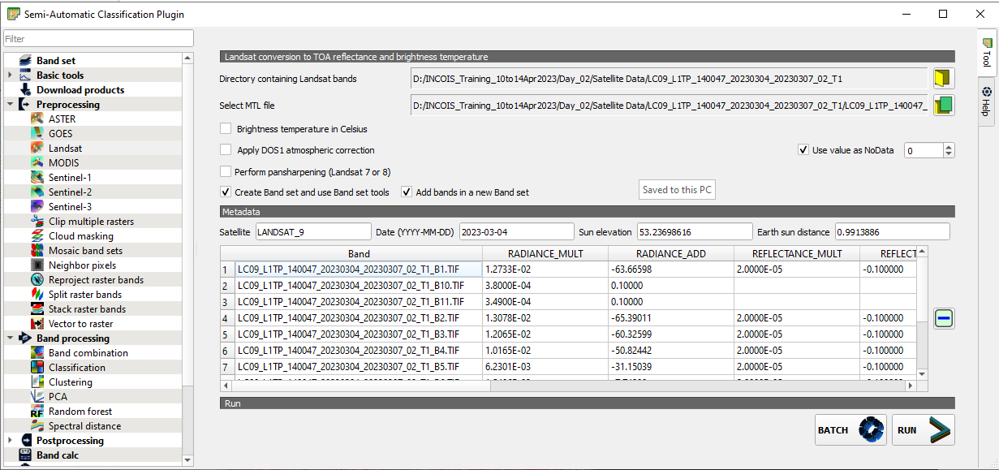 Semi-Automatic Classification Plugin
Filter
Band set
Basic tools
Download products
Preprocessing
ASTER
GOES
Landsat
MODIS
Sentinel-1
Sentinel-2
Sentinel-3
Clip multiple rasters
Cloud masking
Mosaic band sets
Neighbor pixels
Reproject raster bands
Split raster bands
Stack raster bands
Vector to raster
Band processing
Band combination
Classification
Clustering
PCA
RF Random forest
Spectral distance
Postprocessing
Band calc
Landsat conversion to TOA reflectance and brightness temperature
Directory containing Landsat bands D:/INCOIS_Training_10to14Apr2023/Day_02/Satellite Data/LC09_L1TP_140047_20230304_20230307_02_T1
Select MTL file D:/INCOIS_Training_10to14Apr2023/Day_02/Satellite Data/LC09_L1TP_140047_20230304_20230307_02_T1/LC09_L1TP_140047_
Brightness temperature in Celsius
Apply DOS1 atmospheric correction Use value as NoData 0
Perform pansharpening (Landsat 7 or 8)
Create Band set and use Band set tools Add bands in a new Band set Saved to this PC
Metadata
Satellite LANDSAT_9 Date (YYYY-MM-DD) 2023-03-04 Sun elevation 53.23698616 Earth sun distance 0.9913886
Band RADIANCE_MULT RADIANCE_ADD REFLECTANCE_MULT REFLECT
1 LC09_L1TP_140047_20230304_20230307_02_T1_B1.TIF 1.2733E-02 -63.66598 2.0000E-05 -0.100000
2 LC09_L1TP_140047_20230304_20230307_02_T1_B10.TIF 3.8000E-04 0.10000
3 LC09_L1TP_140047_20230304_20230307_02_T1_B11.TIF 3.4900E-04 0.10000
4 LC09_L1TP_140047_20230304_20230307_02_T1_B2.TIF 1.3078E-02 -65.39011 2.0000E-05 -0.100000
5 LC09_L1TP_140047_20230304_20230307_02_T1_B3.TIF 1.2065E-02 -60.32599 2.0000E-05 -0.100000
6 LC09_L1TP_140047_20230304_20230307_02_T1_B4.TIF 1.0165E-02 -50.82442 2.0000E-05 -0.100000
7 LC09_L1TP_140047_20230304_20230307_02_T1_B5.TIF 6.2301E-03 -31.15039 2.0000E-05 -0.100000
Run
BATCH RUN
Tool
Help